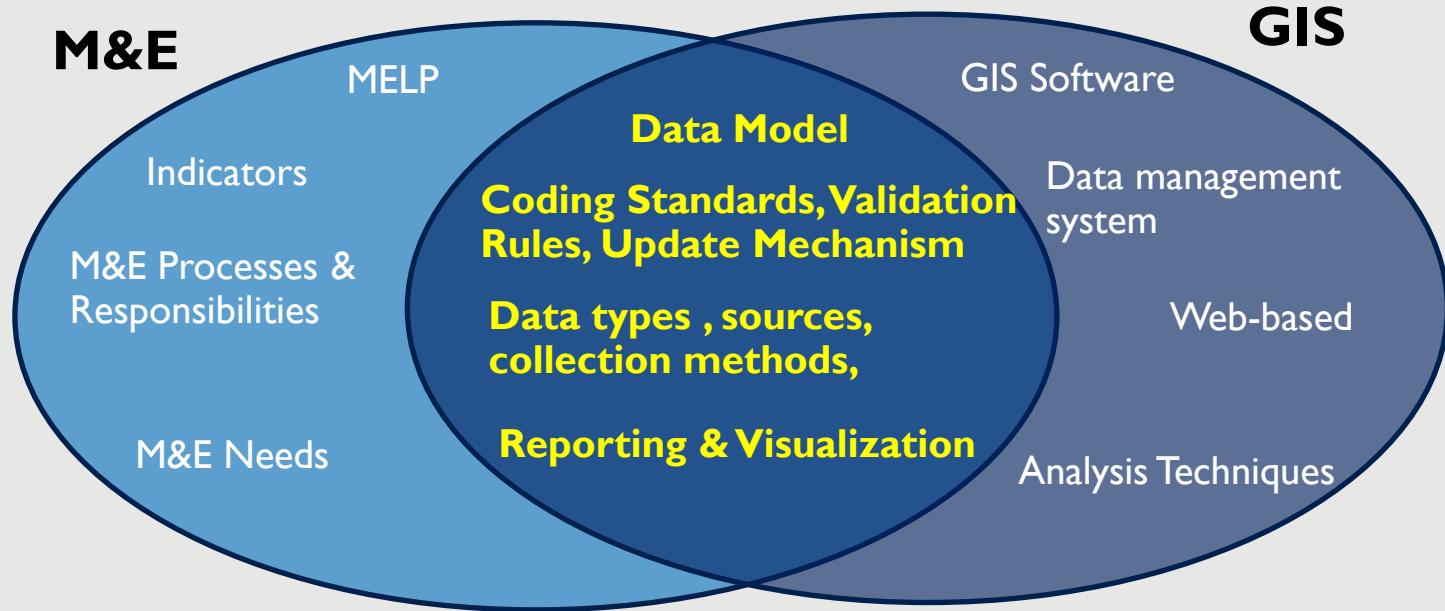 M&E
GIS
MELP
Indicators
M&E Processes &
Responsibilities
M&E Needs
Data Model
Coding Standards, Validation
Rules, Update Mechanism
Data types , sources,
collection methods,
Reporting & Visualization
GIS Software
Data management
system
Web-based
Analysis Techniques